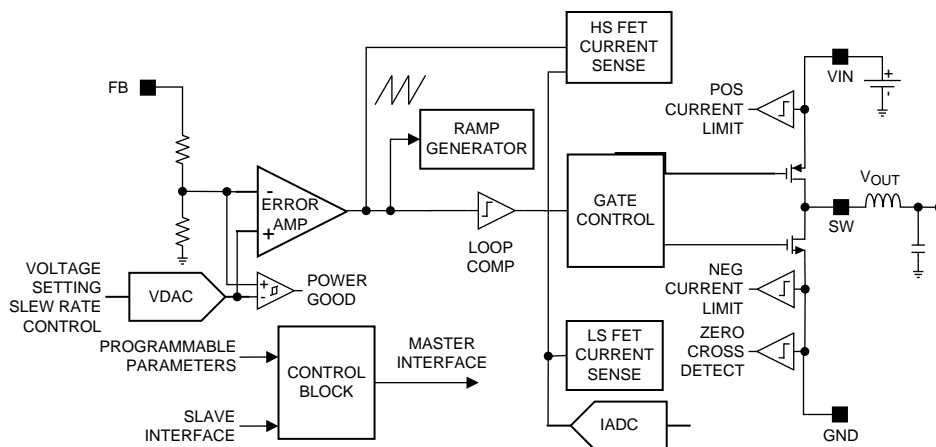 HS FET
CURRENT
SENSE
VIN
+
-
FB
POS
CURRENT
LIMIT
RAMP
GENERATOR
VOUT
-
ERROR
AMP
+
GATE
CONTROL
SW
LOOP
COMP
VOLTAGE
SETTING
SLEW RATE
CONTROL
VDAC
+
-
POWER
GOOD
NEG
CURRENT
LIMIT
PROGRAMMABLE
PARAMETERS
MASTER
INTERFACE
LS FET
CURRENT
SENSE
ZERO
CROSS
DETECT
CONTROL
BLOCK
SLAVE
INTERFACE
IADC
GND